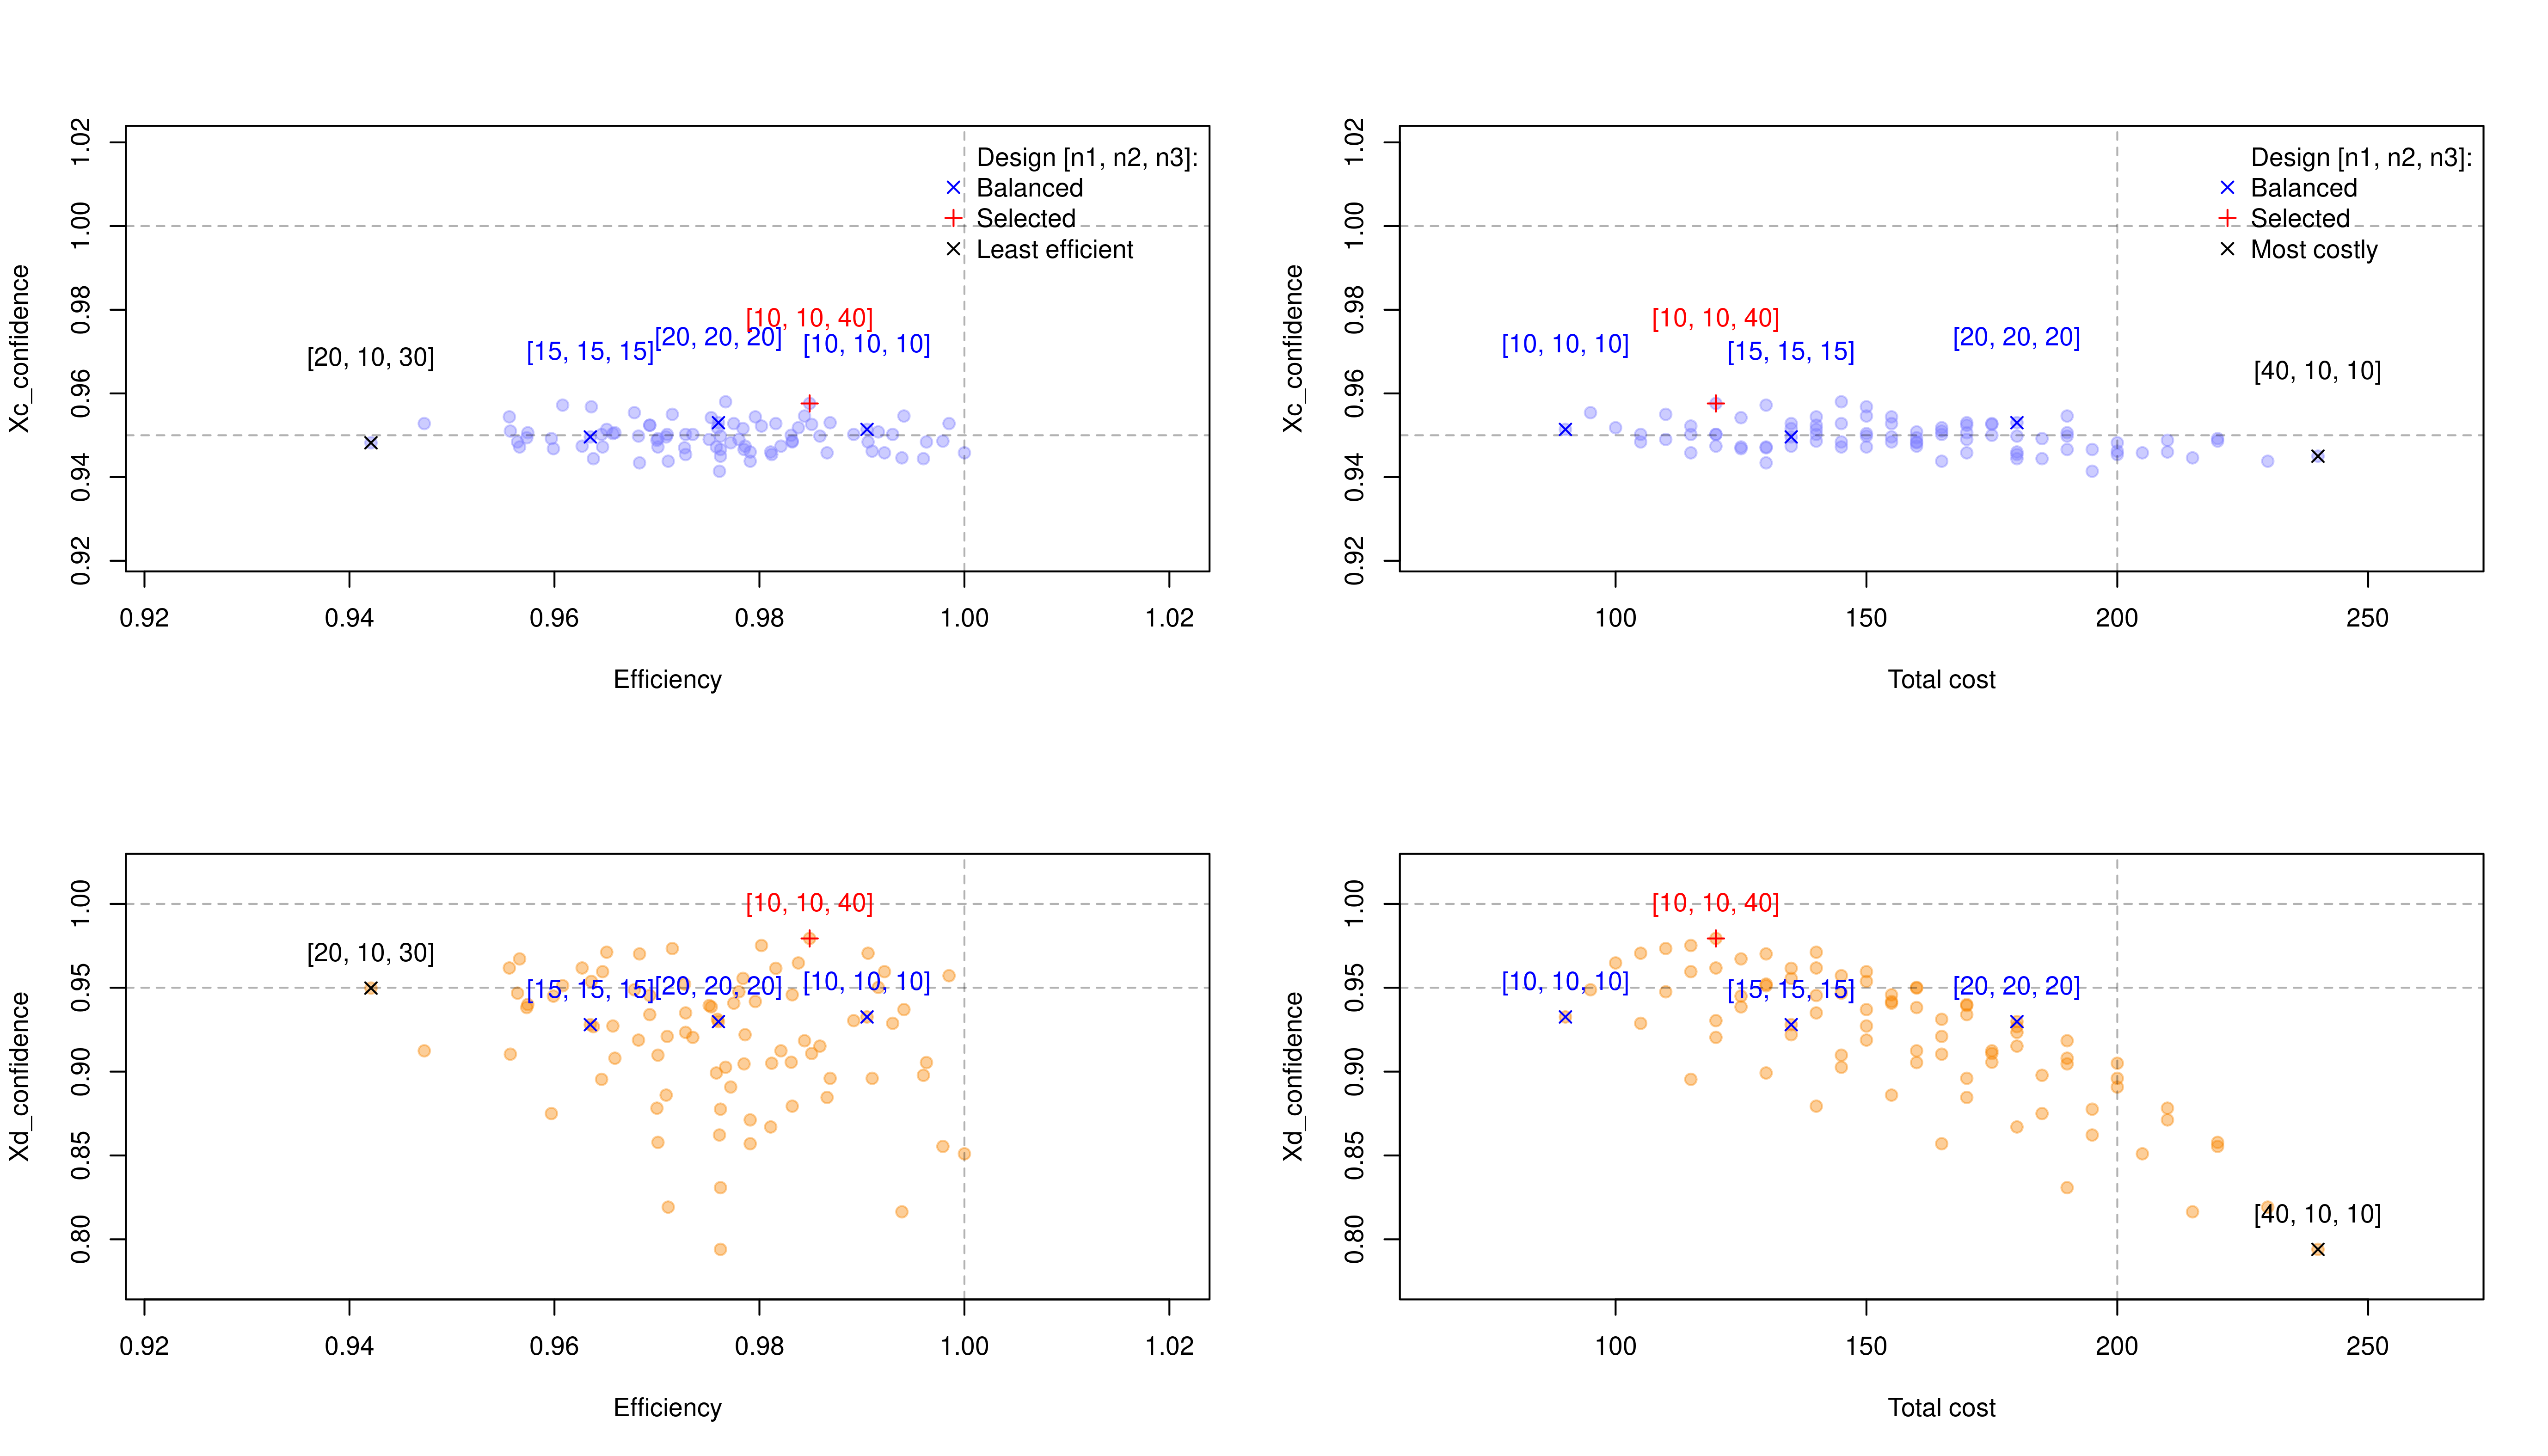 Xc_confidence
1.02
1.00
0.98
0.96
0.94
0.92
Design [n1, n2, n3]:
Balanced
Selected
Least efficient
[10, 10, 40]
[20, 20, 20]
[10, 10, 10]
[15, 15, 15]
[20, 10, 30]
0.92
0.94
0.96
0.98
1.00
1.02
Efficiency
Xc_confidence
1.02
1.00
0.98
0.96
0.94
0.92
Design [n1, n2, n3]:
Balanced
Selected
Most costly
[10, 10, 40]
[20, 20, 20]
[10, 10, 10]
[15, 15, 15]
[40, 10, 10]
100
150
200
250
Total cost
Xd_confidence
1.00
0.95
0.90
0.85
0.80
[10, 10, 40]
[20, 10, 30]
[10, 10, 10]
[20, 20, 20]
[15, 15, 15]
0.92
0.94
0.96
0.98
1.00
1.02
Efficiency
Xd_confidence
1.00
0.95
0.90
0.85
0.80
[10, 10, 40]
[10, 10, 10]
[20, 20, 20]
[15, 15, 15]
[40, 10, 10]
100
150
200
250
Total cost